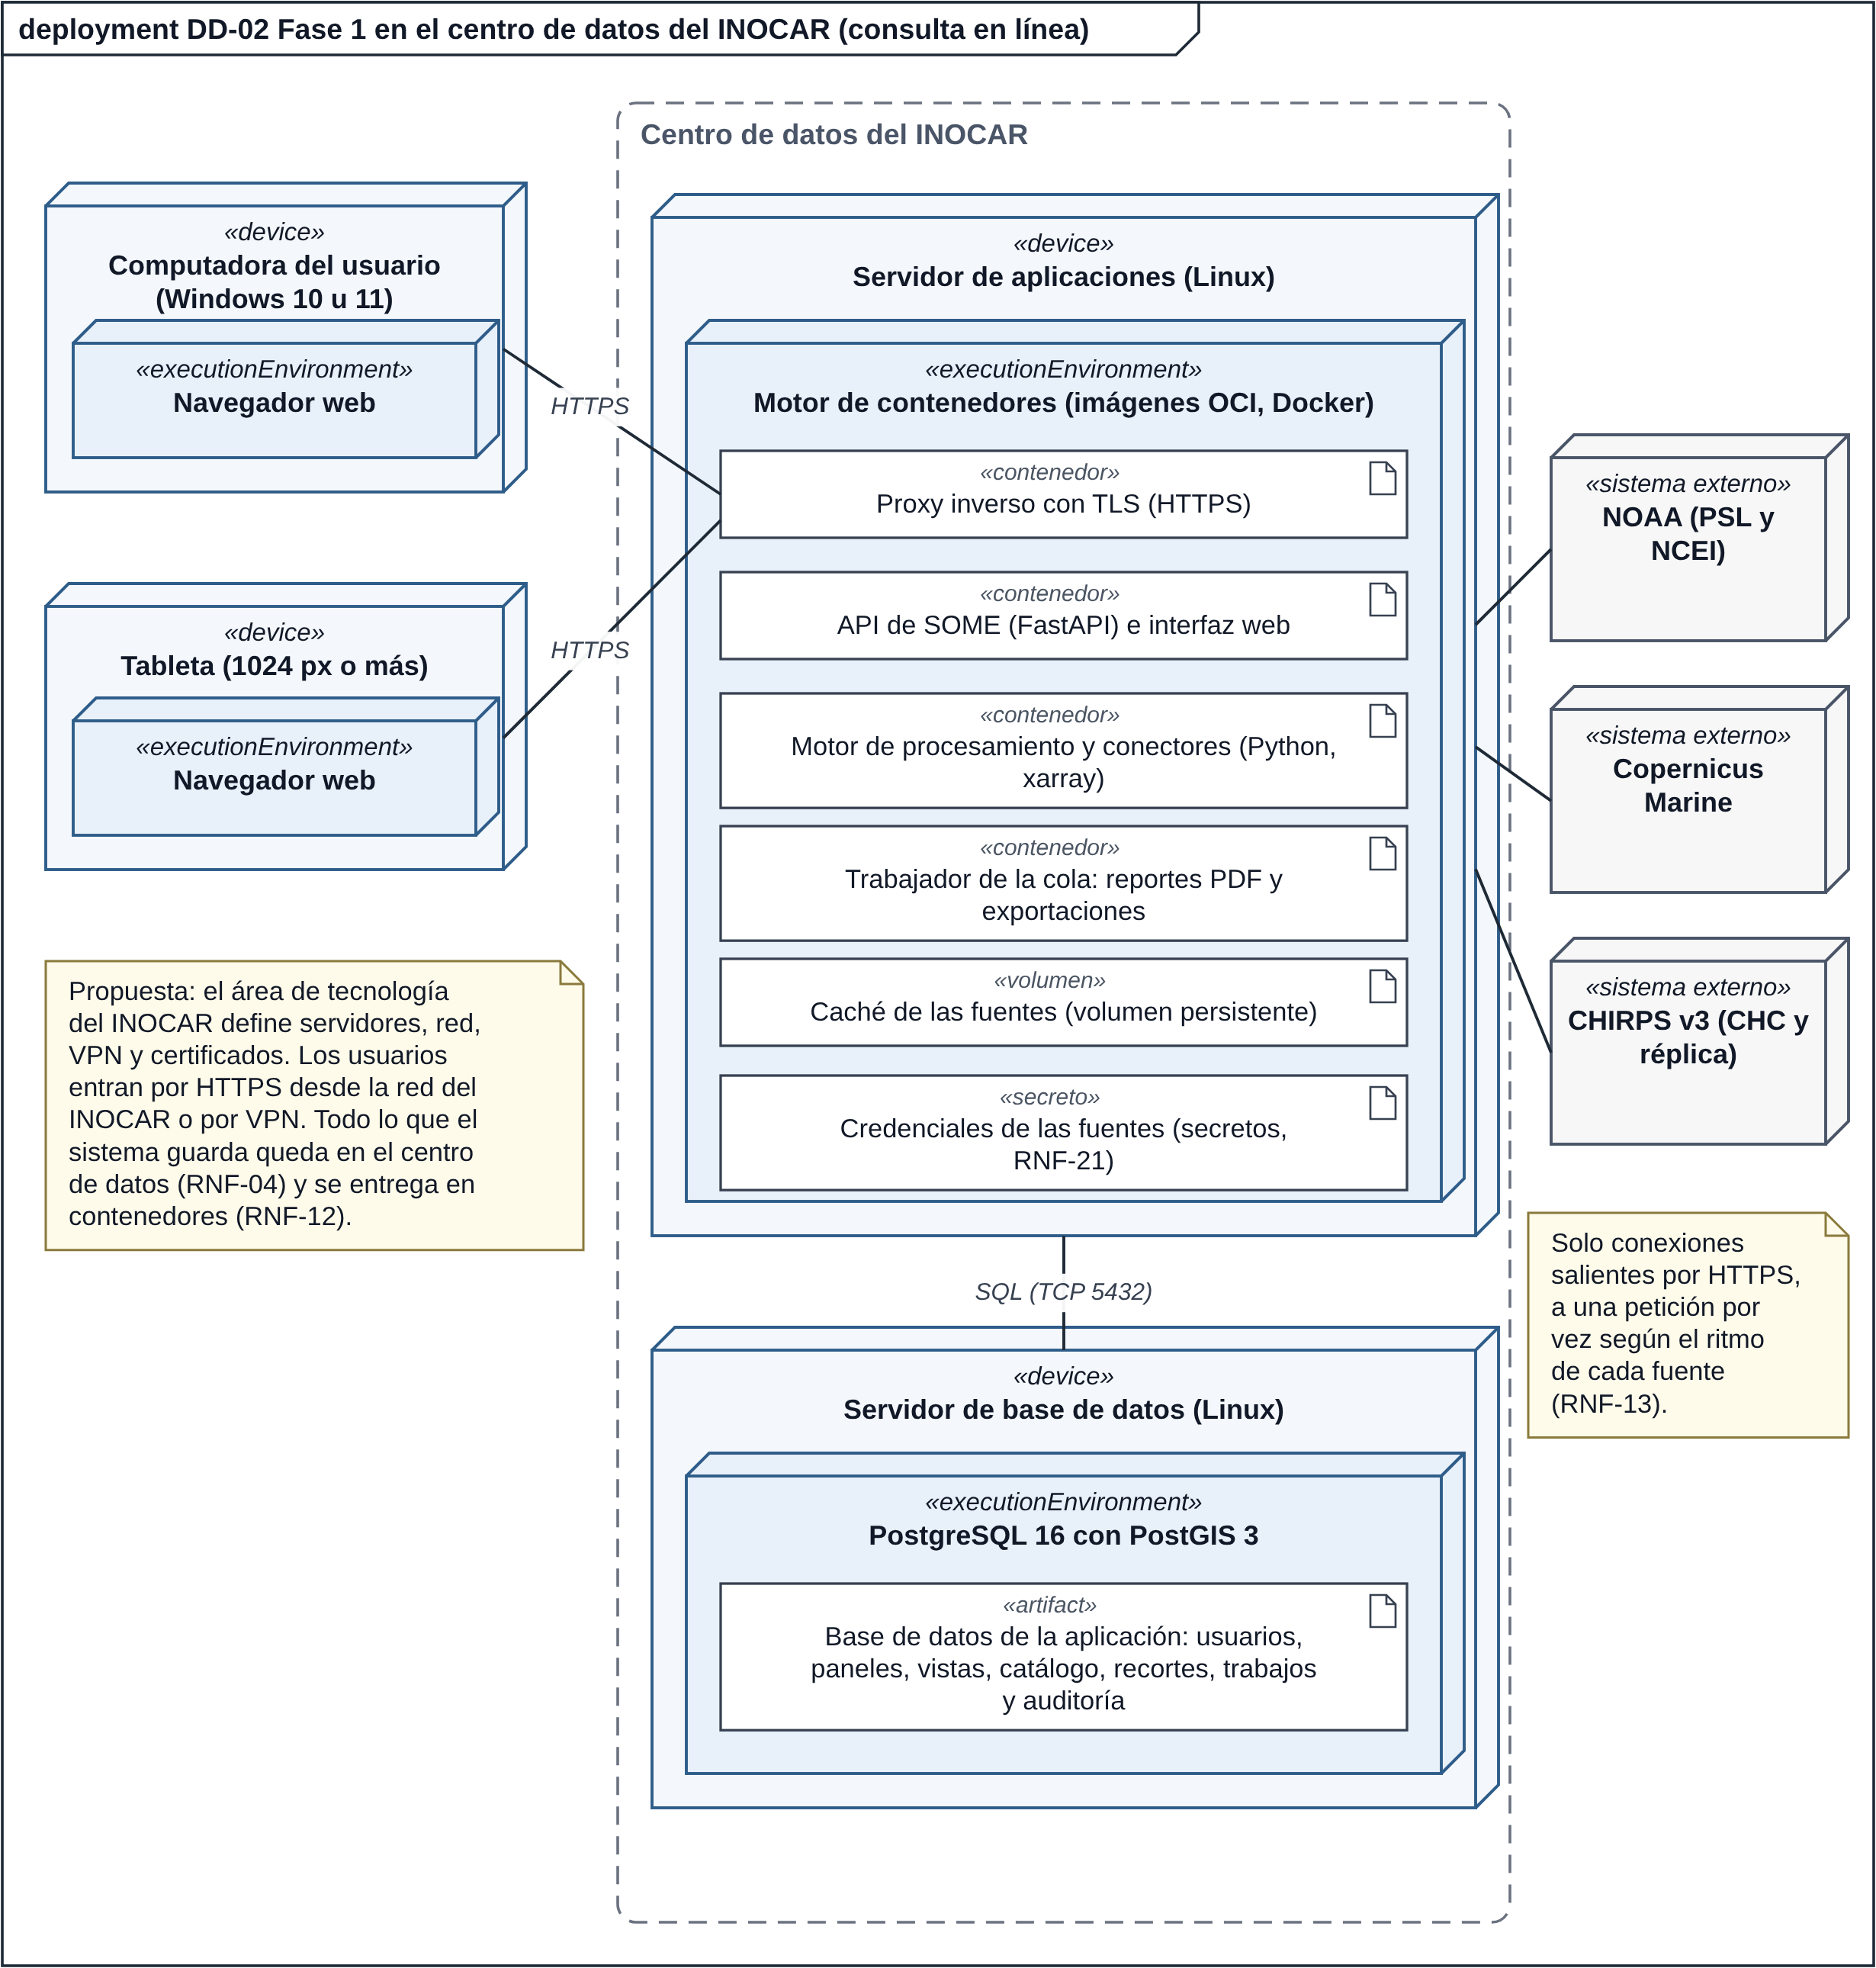 deployment DD-02 Fase 1 en el centro de datos del INOCAR (consulta en línea)
Centro de datos del INOCAR
«device»
Computadora del usuario
(Windows 10 u 11)
«executionEnvironment»
Navegador web
HTTPS
«device»
Tableta (1024 px o más)
«executionEnvironment»
Navegador web
HTTPS
Propuesta: el área de tecnología
del INOCAR define servidores, red,
VPN y certificados. Los usuarios
entran por HTTPS desde la red del
INOCAR o por VPN. Todo lo que el
sistema guarda queda en el centro
de datos (RNF-04) y se entrega en
contenedores (RNF-12).
«device»
Servidor de aplicaciones (Linux)
«executionEnvironment»
Motor de contenedores (imágenes OCI, Docker)
«contenedor»
Proxy inverso con TLS (HTTPS)
«contenedor»
API de SOME (FastAPI) e interfaz web
«contenedor»
Motor de procesamiento y conectores (Python,
xarray)
«contenedor»
Trabajador de la cola: reportes PDF y
exportaciones
«volumen»
Caché de las fuentes (volumen persistente)
«secreto»
Credenciales de las fuentes (secretos,
RNF-21)
SQL (TCP 5432)
«device»
Servidor de base de datos (Linux)
«executionEnvironment»
PostgreSQL 16 con PostGIS 3
«artifact»
Base de datos de la aplicación: usuarios,
paneles, vistas, catálogo, recortes, trabajos
y auditoría
«sistema externo»
NOAA (PSL y
NCEI)
«sistema externo»
Copernicus
Marine
«sistema externo»
CHIRPS v3 (CHC y
réplica)
Solo conexiones
salientes por HTTPS,
a una petición por
vez según el ritmo
de cada fuente
(RNF-13).